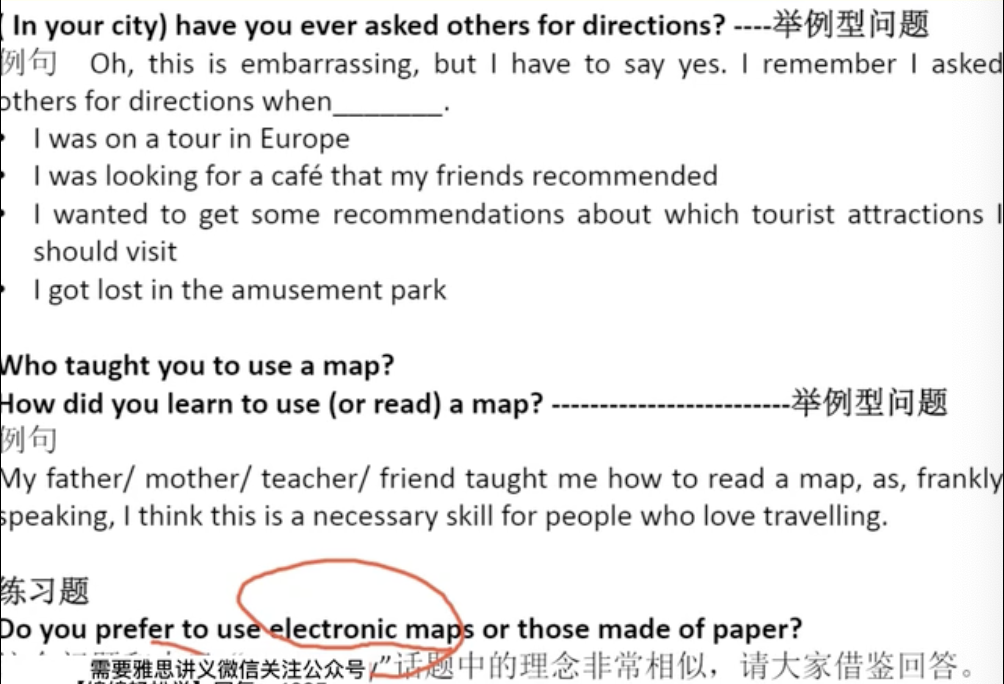 ( In your city) have you ever asked others for directions? ----举例型问题
例句 Oh, this is embarrassing, but I have to say yes. I remember I asked
others for directions when_______.
• I was on a tour in Europe
• I was looking for a café that my friends recommended
• I wanted to get some recommendations about which tourist attractions I
should visit
• I got lost in the amusement park
Who taught you to use a map?
How did you learn to use (or read) a map? -------------------------举例型问题
例句
My father/ mother/ teacher/ friend taught me how to read a map, as, frankly
speaking, I think this is a necessary skill for people who love travelling.
练习题
Do you prefer to use electronic maps or those made of paper?
需要雅思讲义微信关注公众号 ”话题中的理念非常相似，请大家借鉴回答。